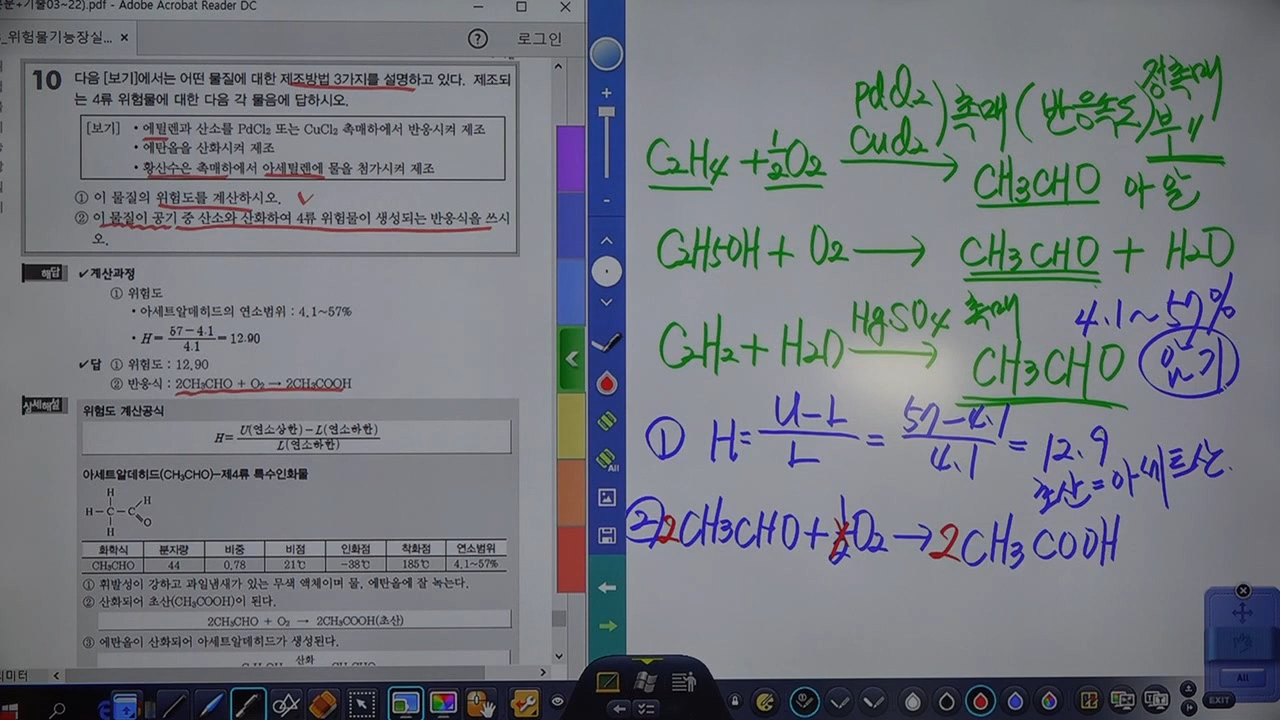 .pdf - Adobe Acrobat Reader DC
_위험물기능장실... ×
로그인
10 다음 [보기]에서는 어떤 물질에 대한 제조방법 3가지를 설명하고 있다. 제조되
는 4류 위험물에 대한 다음 각 물음에 답하시오.
[보기] • 에틸렌과 산소를 PdCl2 또는 CuCl2 촉매하에서 반응시켜 제조
• 에탄올을 산화시켜 제조
• 황산수은 촉매하에서 아세틸렌에 물을 첨가시켜 제조
① 이 물질의 위험도를 계산하시오.
② 이 물질이 공기 중 산소와 산화하여 4류 위험물이 생성되는 반응식을 쓰시
오.
해답 ✔계산과정
① 위험도
• 아세트알데히드의 연소범위 : 4.1~57%
• H = (57-4.1)/4.1 = 12.90
✔답 ① 위험도 : 12.90
② 반응식 : 2CH3CHO + O2 → 2CH3COOH
상세해설 위험도 계산공식
H = (U(연소상한)-L(연소하한))/L(연소하한)
아세트알데히드(CH3CHO)-제4류 특수인화물
H H
H-C-C
H O
화학식 분자량 비중 비점 인화점 착화점 연소범위
CH3CHO 44 0.78 21℃ -38℃ 185℃ 4.1~57%
① 휘발성이 강하고 과일냄새가 있는 무색 액체이며 물, 에탄올에 잘 녹는다.
② 산화되어 초산(CH3COOH)이 된다.
2CH3CHO + O2 → 2CH3COOH(초산)
③ 에탄올이 산화되어 아세트알데히드가 생성된다.
산화
PdCl2
CuCl2 ) 촉매 (반응속도) 정촉매
부 〃
C2H4 + 1/2 O2 → CH3CHO 아알
C2H5OH + O2 → CH3CHO + H2O
4.1~57%
C2H2 + H2O HgSO4 촉매 → CH3CHO 암기
① H = (U-L)/L = (57-4.1)/4.1 = 12.9
초산=아세트산.
② 2CH3CHO + 1/2 O2 → 2CH3COOH
All
All
EXIT